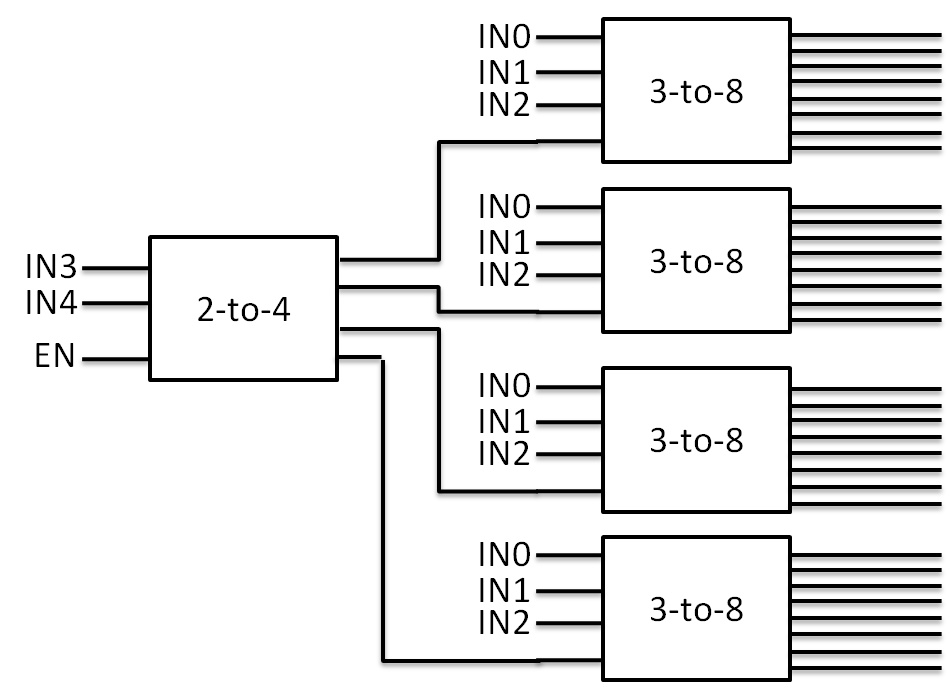 IN0
IN1
IN2
3-to-8
IN0
IN1
IN2
3-to-8
IN3
IN4
EN
2-to-4
IN0
IN1
IN2
3-to-8
IN0
IN1
IN2
3-to-8